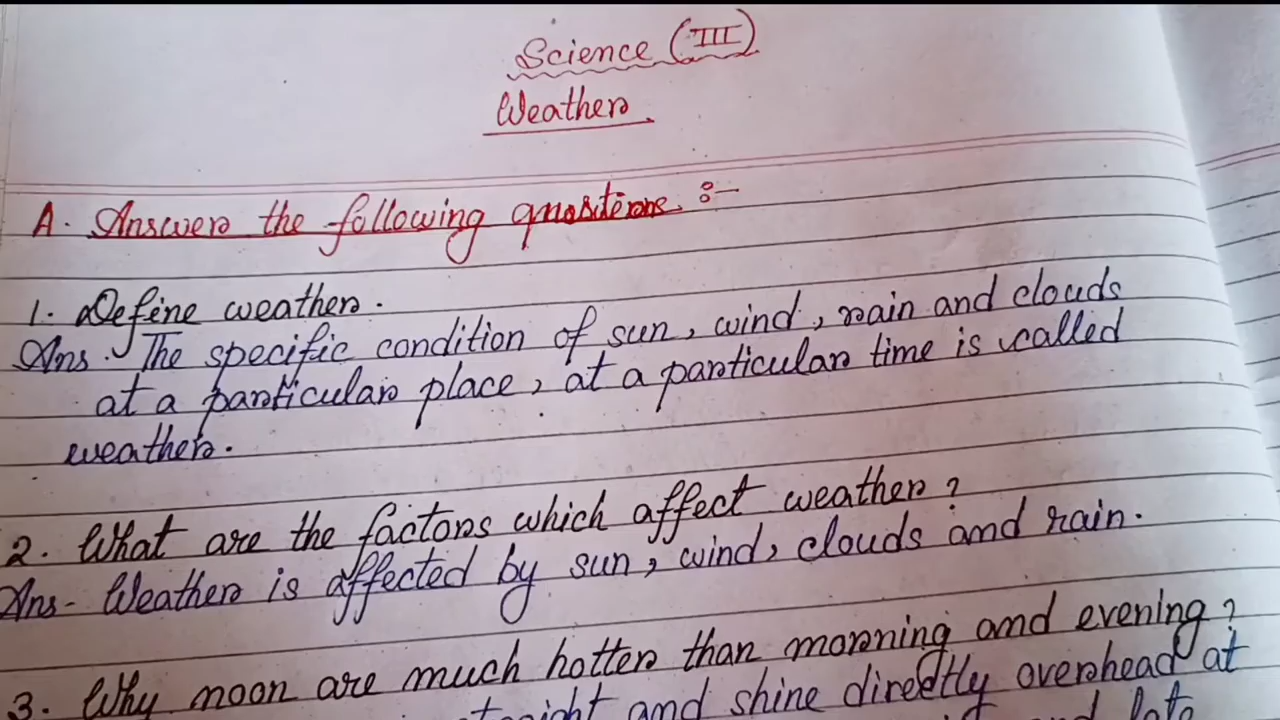 Science (III)
Weather.
A. Answer the following questions :-
1. Define weather.
Ans. The specific condition of sun, wind, rain and clouds
at a particular place, at a particular time is called
weather.
2. What are the factors which affect weather?
Ans- Weather is affected by sun, wind, clouds and rain.
3. Why noon are much hotter than morning and evening?
and shine directly overhead at